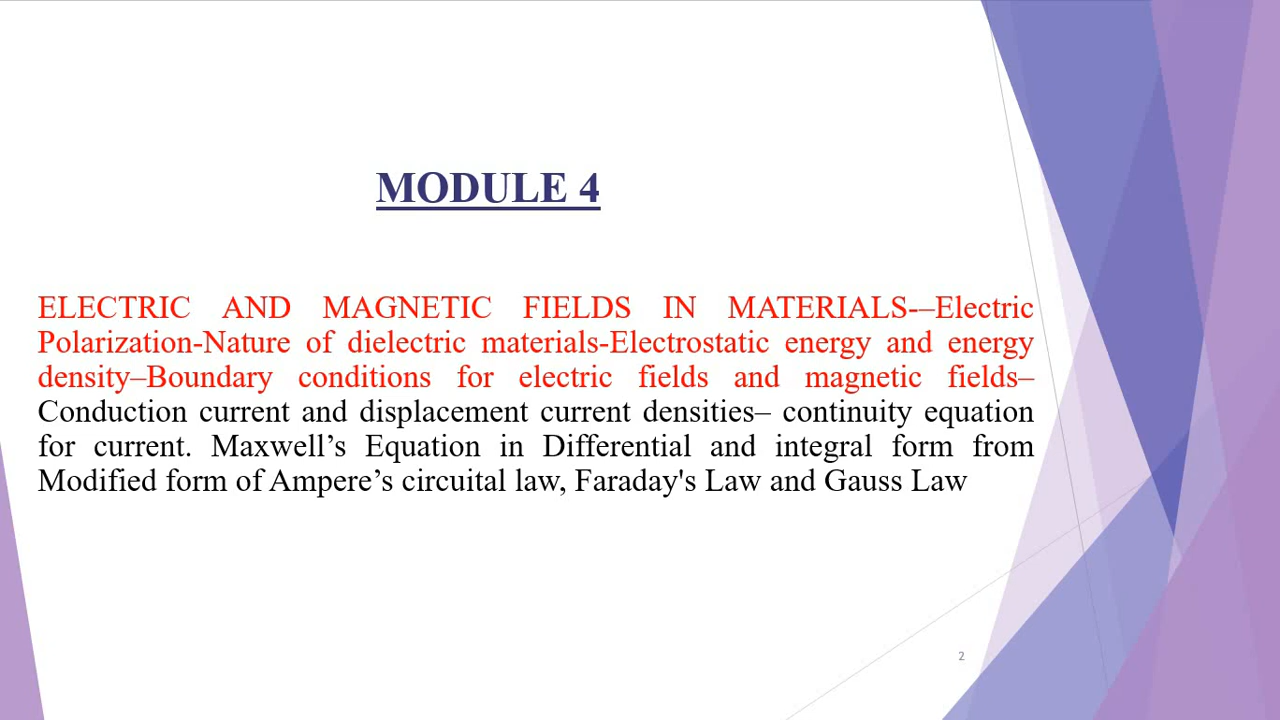 MODULE 4
ELECTRIC AND MAGNETIC FIELDS IN MATERIALS-–Electric
Polarization-Nature of dielectric materials-Electrostatic energy and energy
density–Boundary conditions for electric fields and magnetic fields–
Conduction current and displacement current densities– continuity equation
for current. Maxwell’s Equation in Differential and integral form from
Modified form of Ampere’s circuital law, Faraday's Law and Gauss Law
2